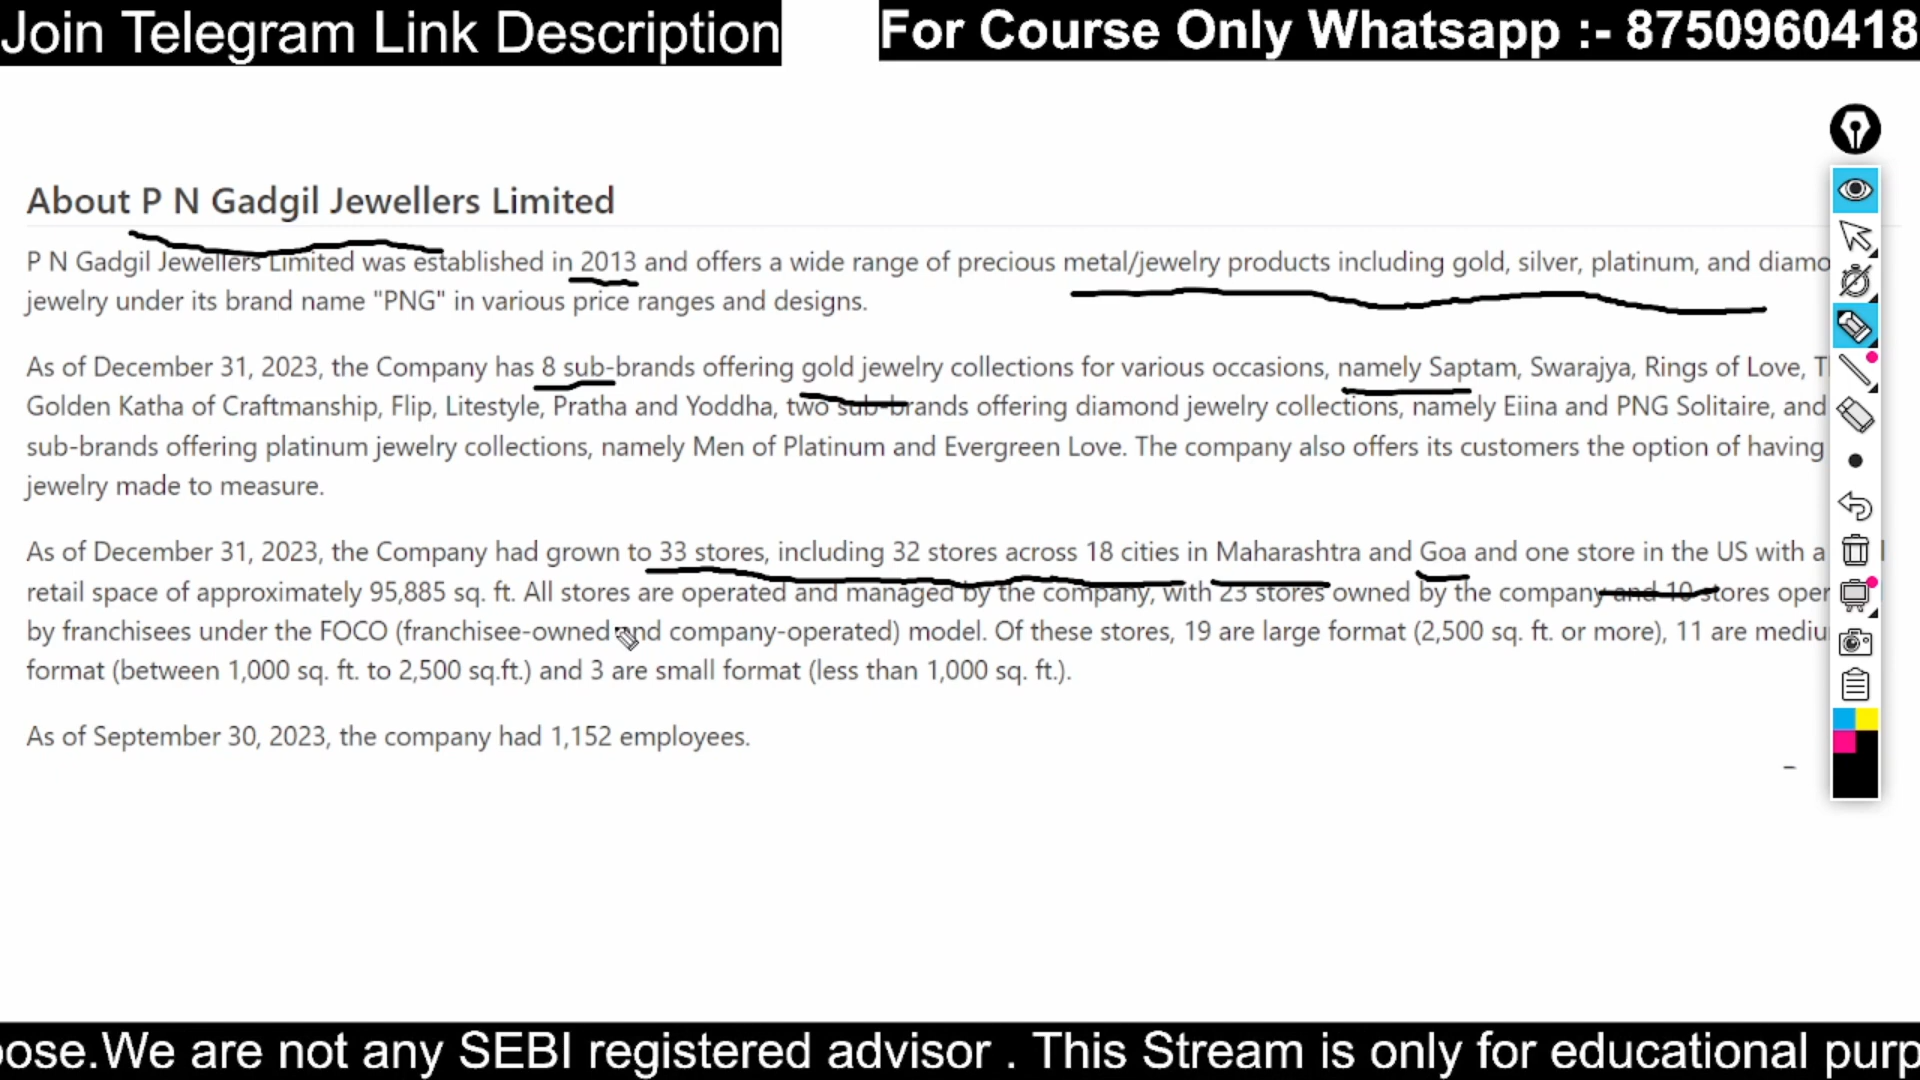 Join Telegram Link Description
For Course Only Whatsapp :- 8750960418
About P N Gadgil Jewellers Limited
P N Gadgil Jewellers Limited was established in 2013 and offers a wide range of precious metal/jewelry products including gold, silver, platinum, and diamo
jewelry under its brand name "PNG" in various price ranges and designs.
As of December 31, 2023, the Company has 8 sub-brands offering gold jewelry collections for various occasions, namely Saptam, Swarajya, Rings of Love, T
Golden Katha of Craftmanship, Flip, Litestyle, Pratha and Yoddha, two sub-brands offering diamond jewelry collections, namely Eiina and PNG Solitaire, and
sub-brands offering platinum jewelry collections, namely Men of Platinum and Evergreen Love. The company also offers its customers the option of having
jewelry made to measure.
As of December 31, 2023, the Company had grown to 33 stores, including 32 stores across 18 cities in Maharashtra and Goa and one store in the US with a
retail space of approximately 95,885 sq. ft. All stores are operated and managed by the company, with 23 stores owned by the company and 10 stores oper
by franchisees under the FOCO (franchisee-owned and company-operated) model. Of these stores, 19 are large format (2,500 sq. ft. or more), 11 are mediu
format (between 1,000 sq. ft. to 2,500 sq.ft.) and 3 are small format (less than 1,000 sq. ft.).
As of September 30, 2023, the company had 1,152 employees.
pose.We are not any SEBI registered advisor . This Stream is only for educational purp